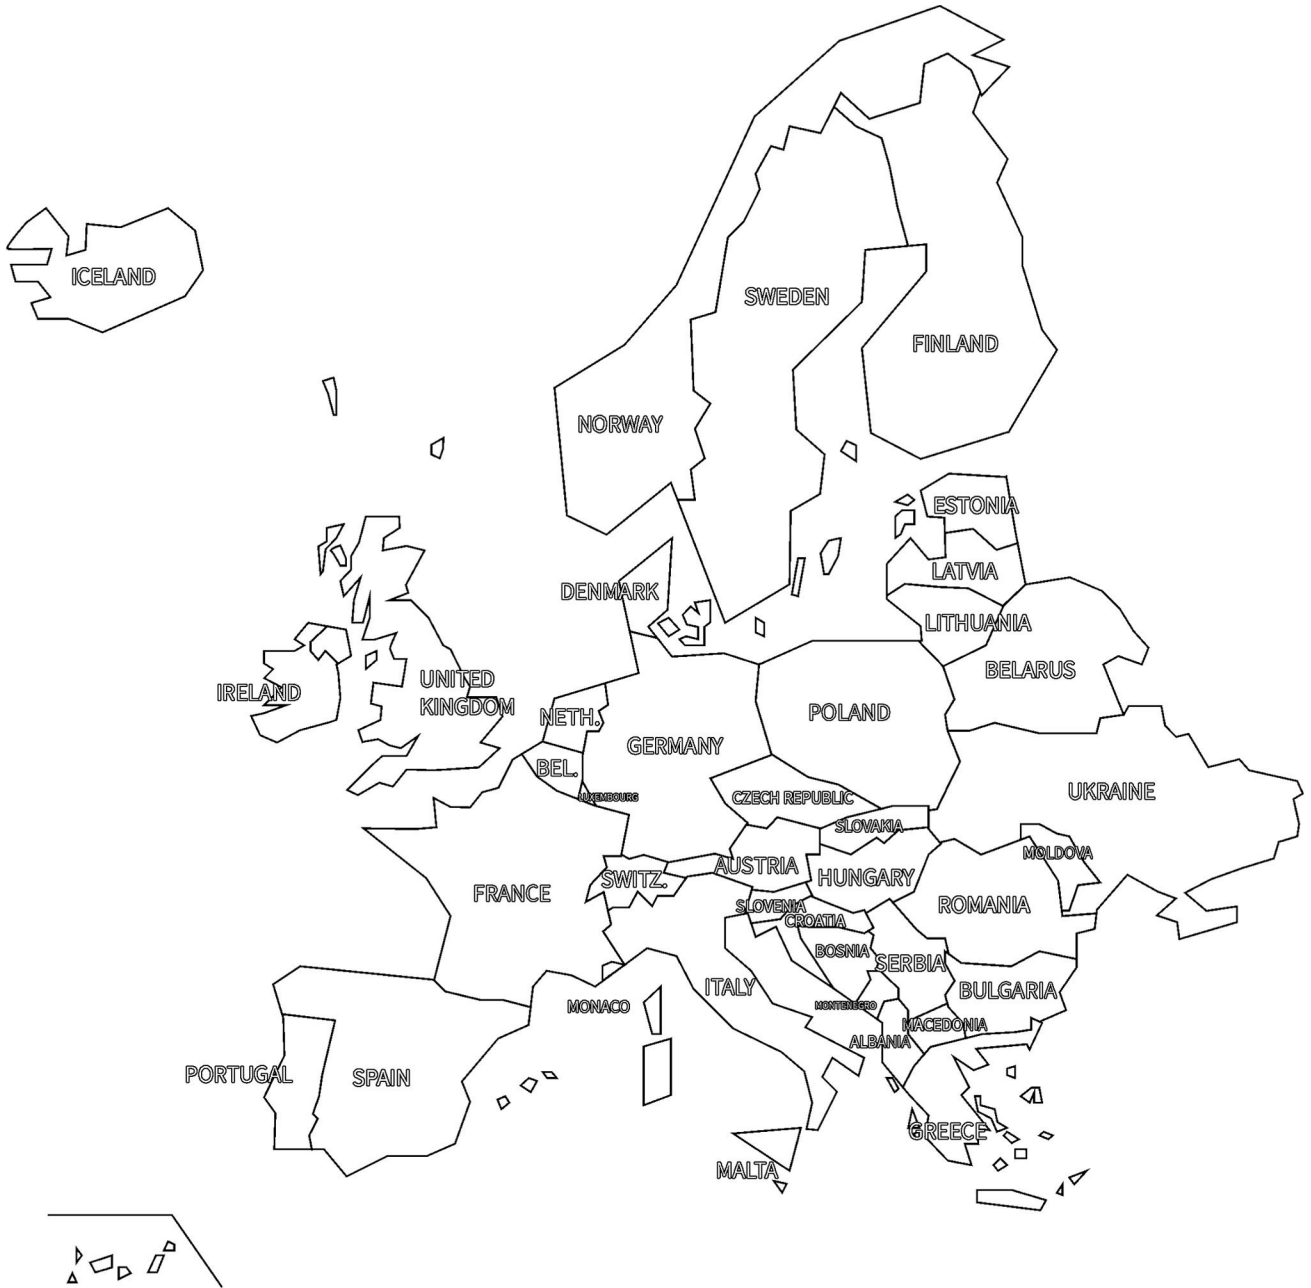 ICELAND
SWEDEN
FINLAND
NORWAY
ESTONIA
LATVIA
DENMARK
LITHUANIA
BELARUS
IRELAND
UNITED
KINGDOM
NETH.
POLAND
GERMANY
BEL.
UKRAINE
LUXEMBOURG
CZECH REPUBLIC
SLOVAKIA
MOLDOVA
AUSTRIA
SWITZ.
HUNGARY
FRANCE
SLOVENIA
ROMANIA
CROATIA
BOSNIA
SERBIA
ITALY
BULGARIA
MONACO
MONTENEGRO
MACEDONIA
ALBANIA
PORTUGAL
SPAIN
GREECE
MALTA